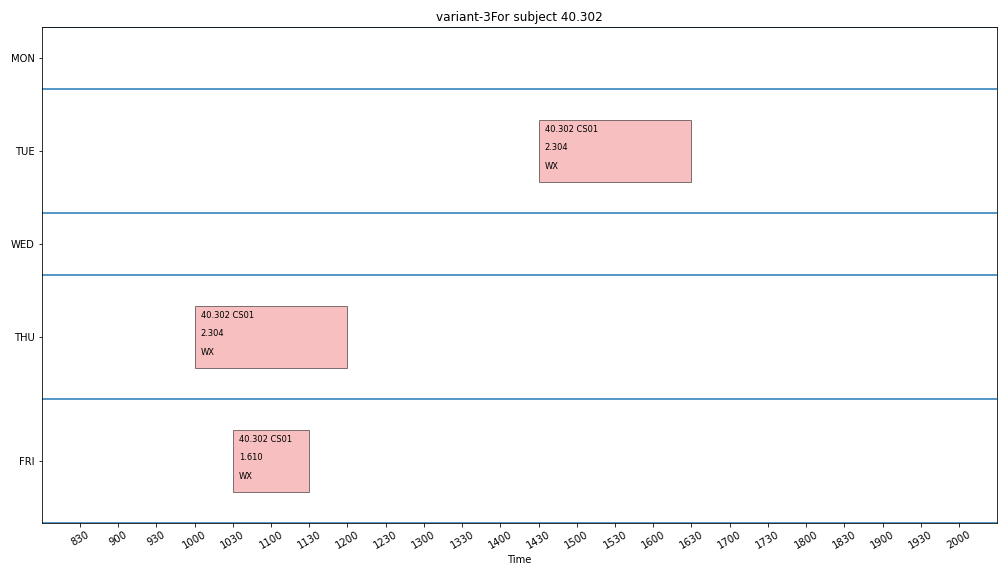 variant-3For subject 40.302
MON
TUE
40.302 CS01
2.304
WX
WED
THU
40.302 CS01
2.304
WX
FRI
40.302 CS01
1.610
WX
830 900 930 1000 1030 1100 1130 1200 1230 1300 1330 1400 1430 1500 1530 1600 1630 1700 1730 1800 1830 1900 1930 2000
Time